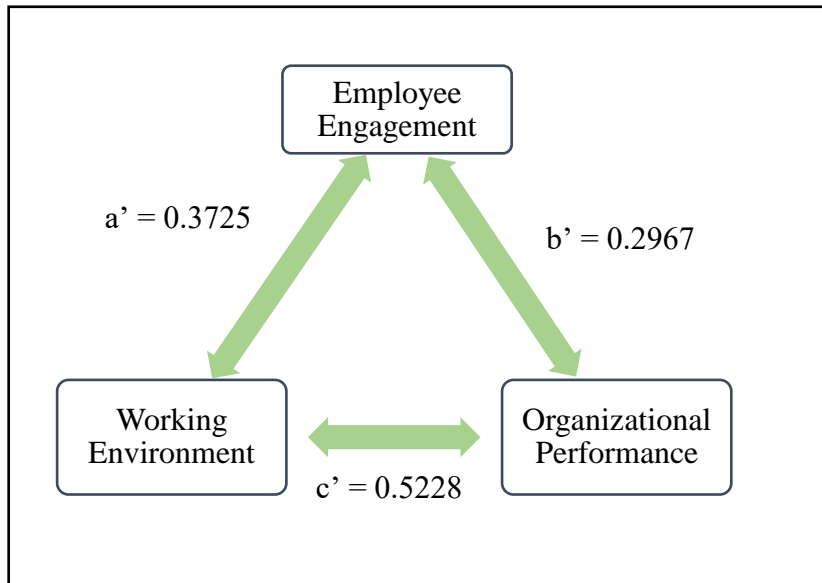 Employee
Engagement
a’ = 0.3725
b’ = 0.2967
Working
Environment
Organizational
Performance
c’ = 0.5228